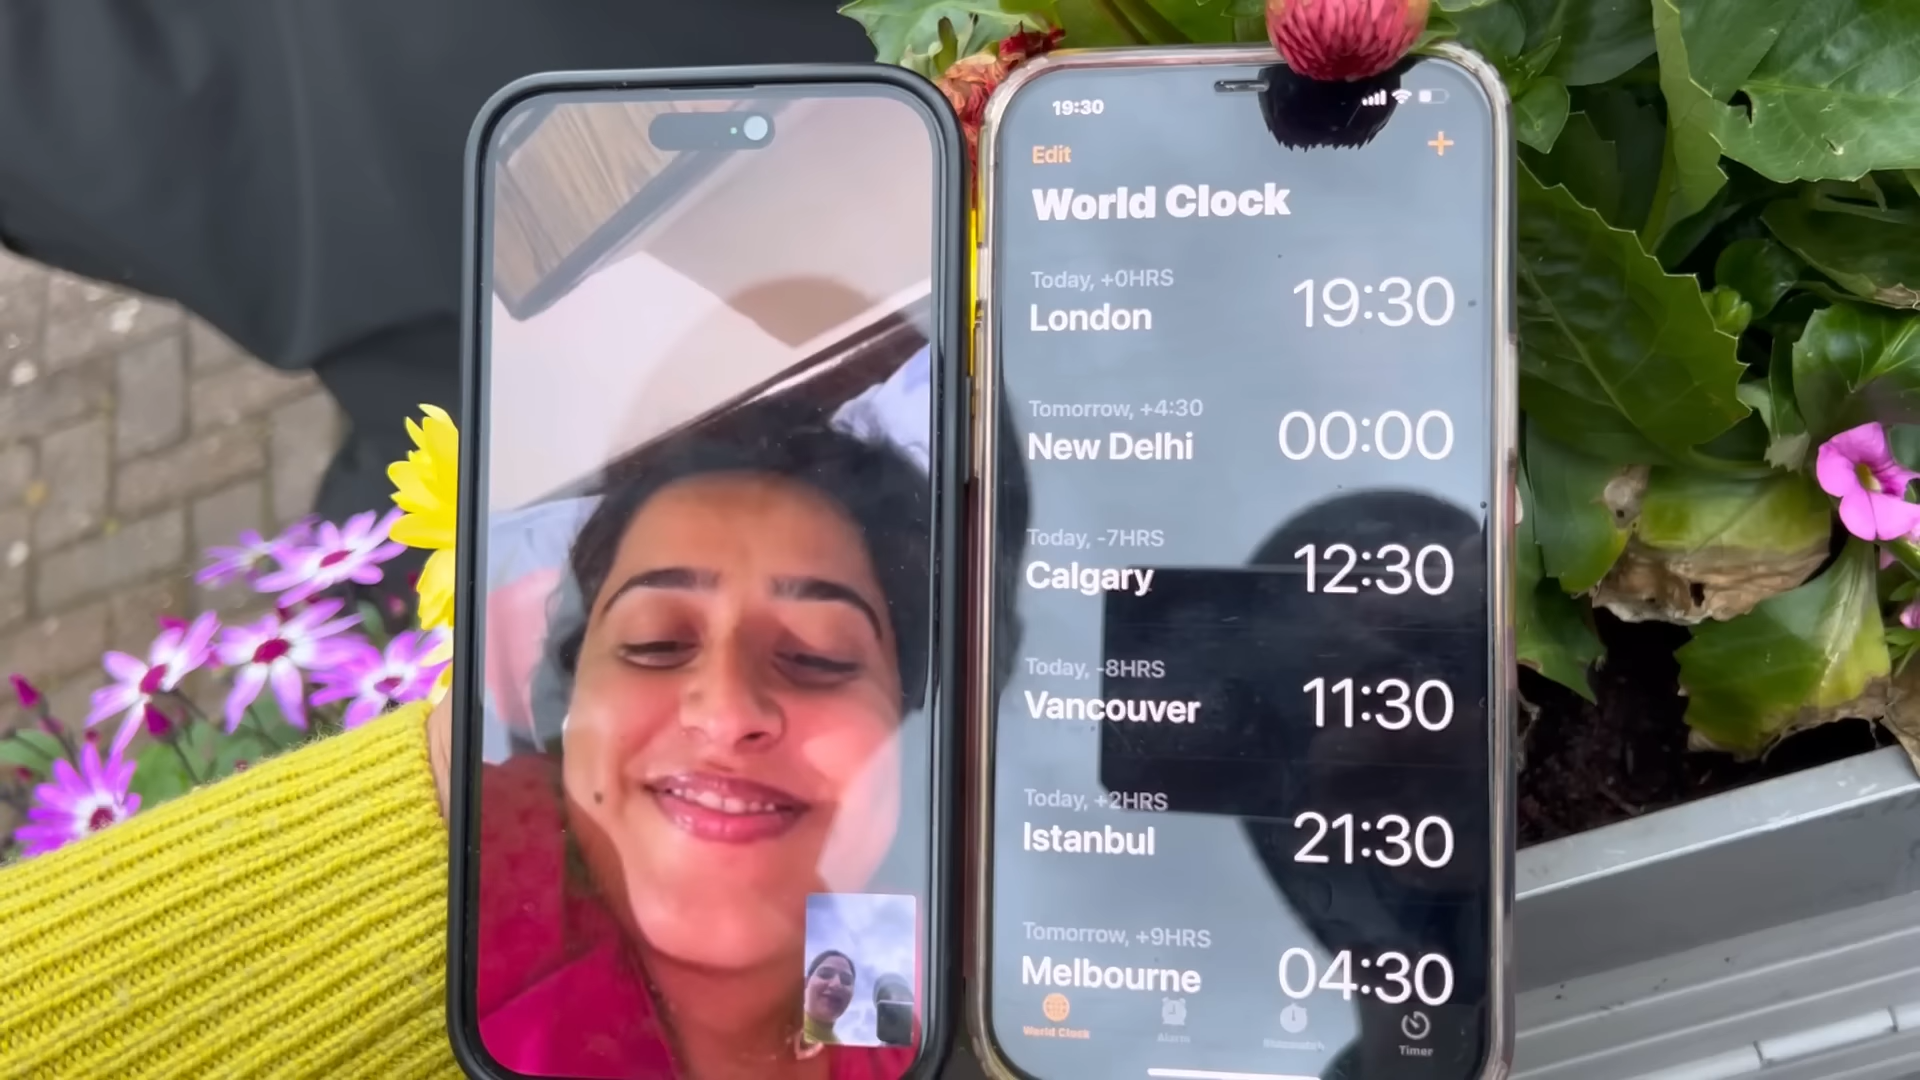 19:30
Edit
World Clock
Today, +0HRS
London
19:30
Tomorrow, +4:30
New Delhi
00:00
Today, -7HRS
Calgary
12:30
Today, -8HRS
Vancouver
11:30
Today, +2HRS
Istanbul
21:30
Tomorrow, +9HRS
Melbourne
04:30
World Clock
Alarm
Stopwatch
Timer